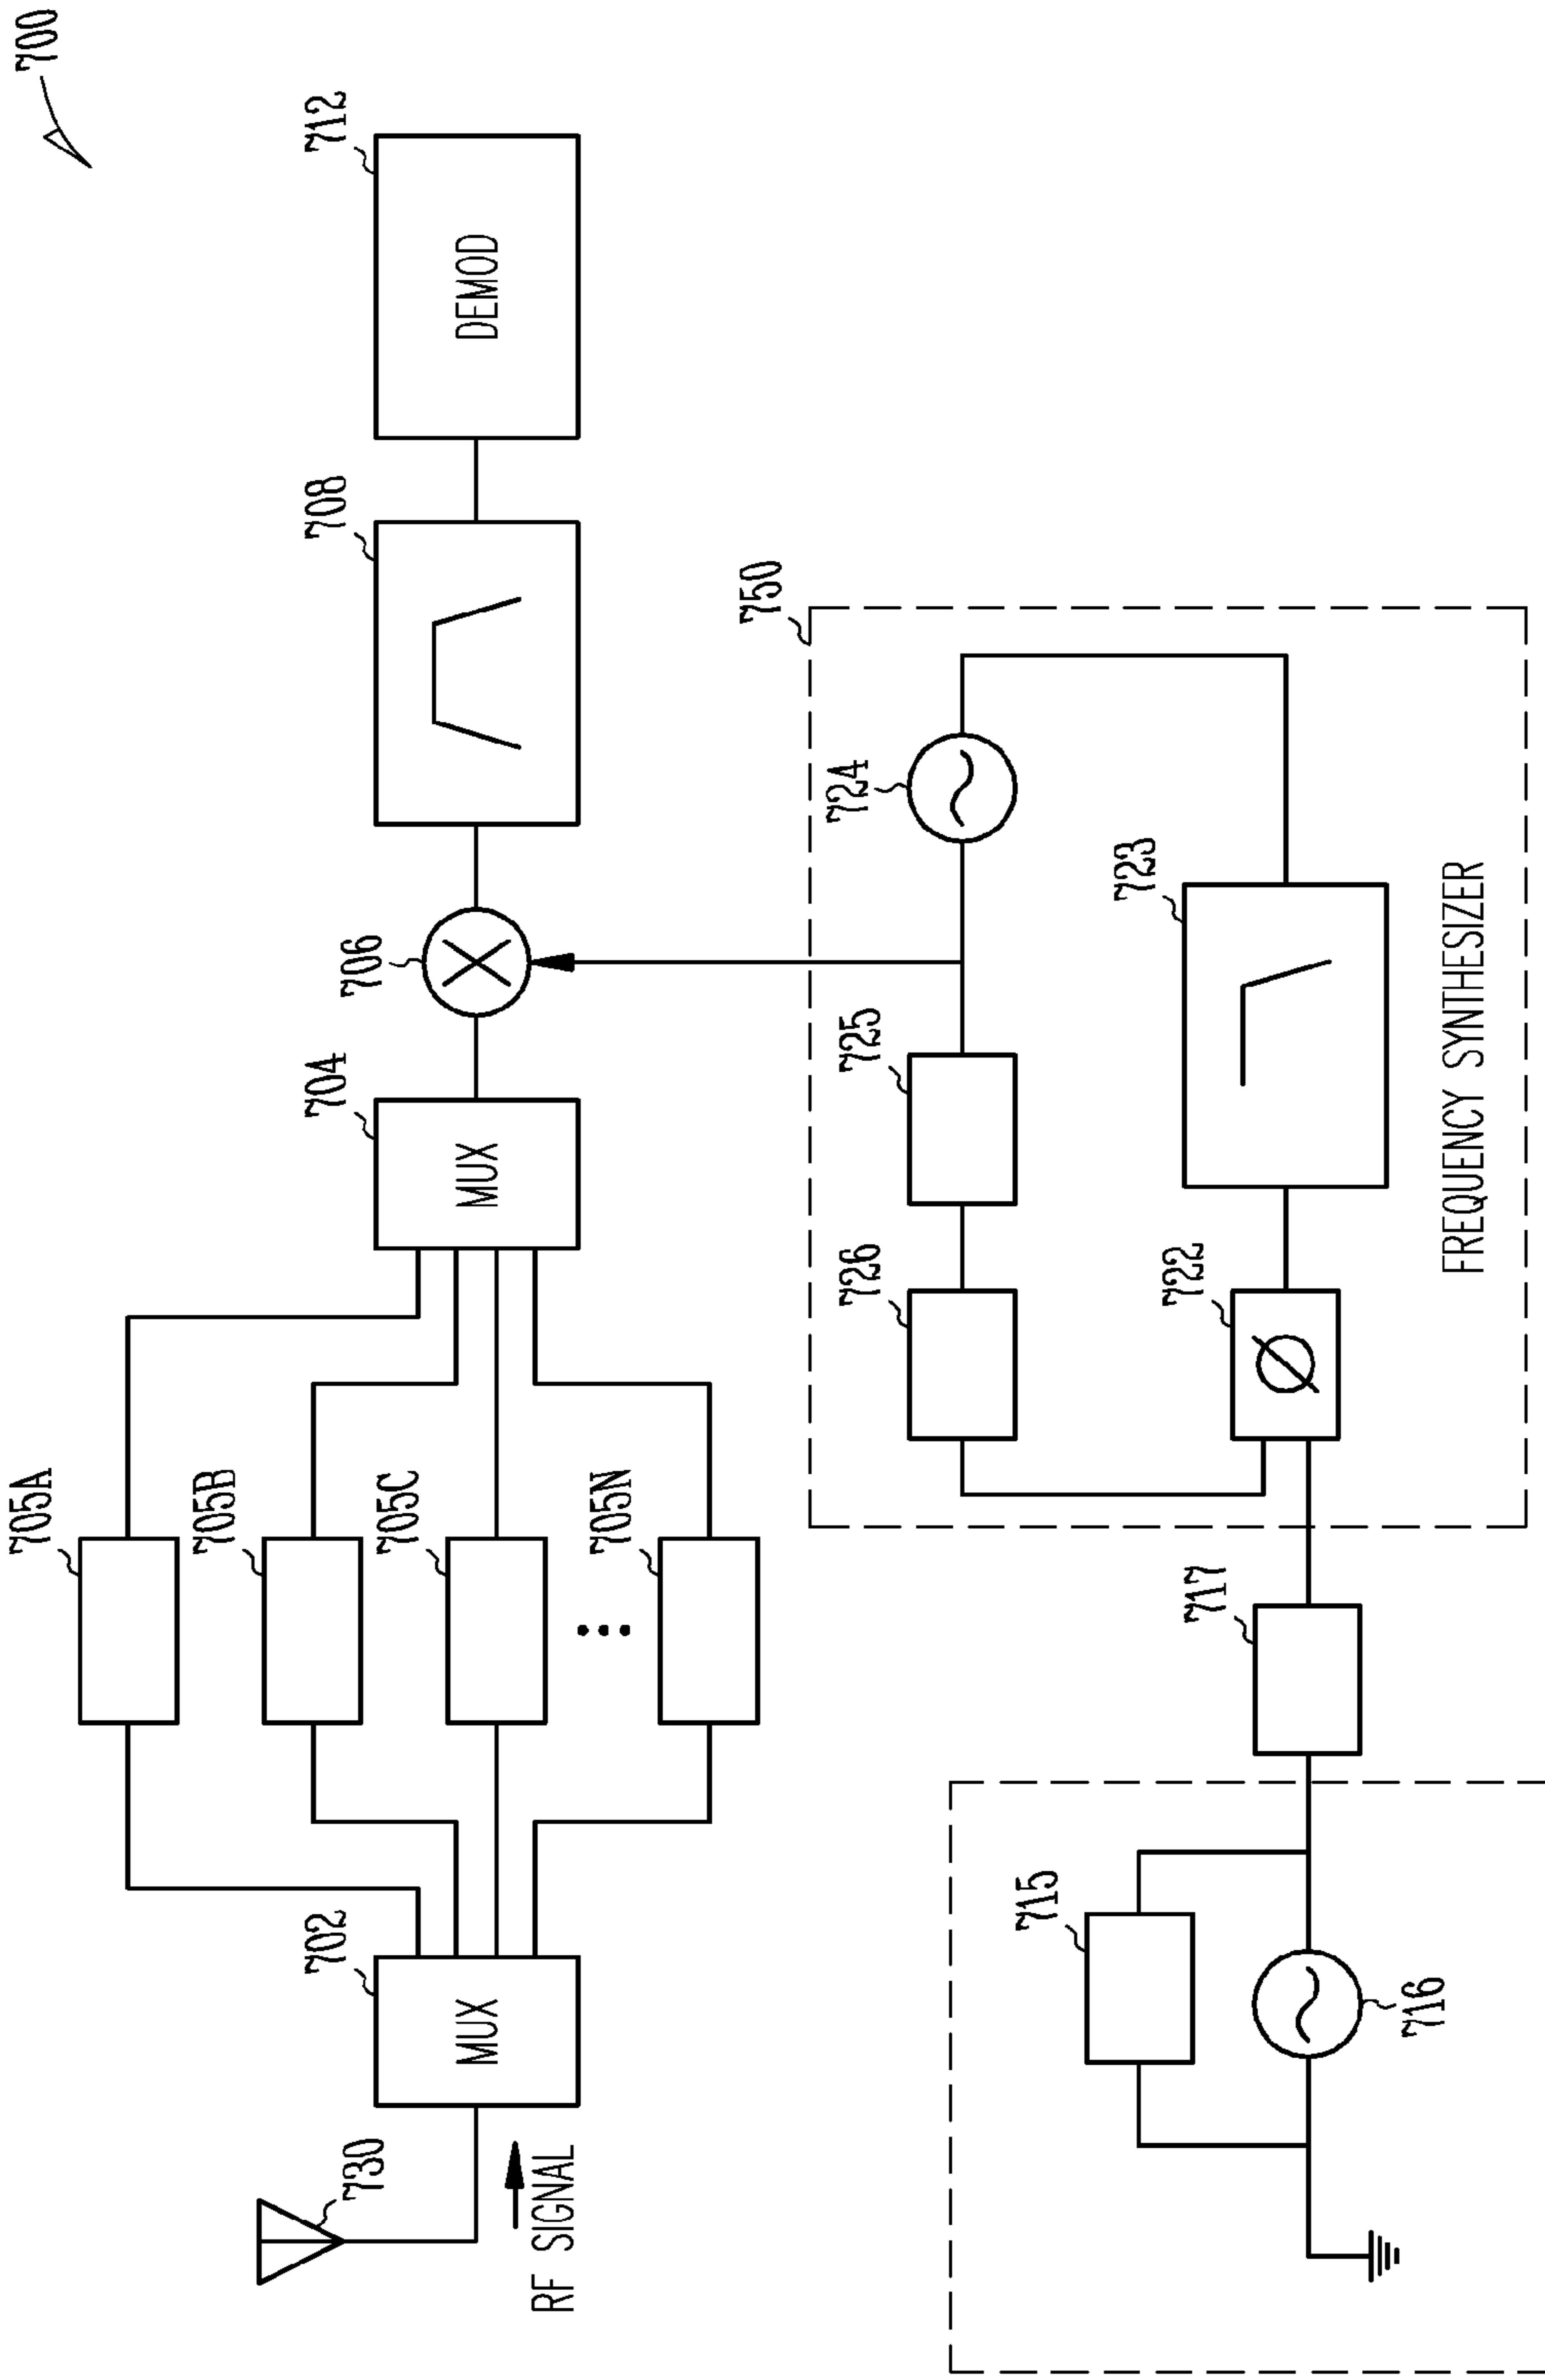 700
705A
705B
705C
705N
702
MUX
704
MUX
706
708
712
DEMOD
730
RF SIGNAL
750
726
725
724
715
716
717
722
723
FREQUENCY SYNTHESIZER